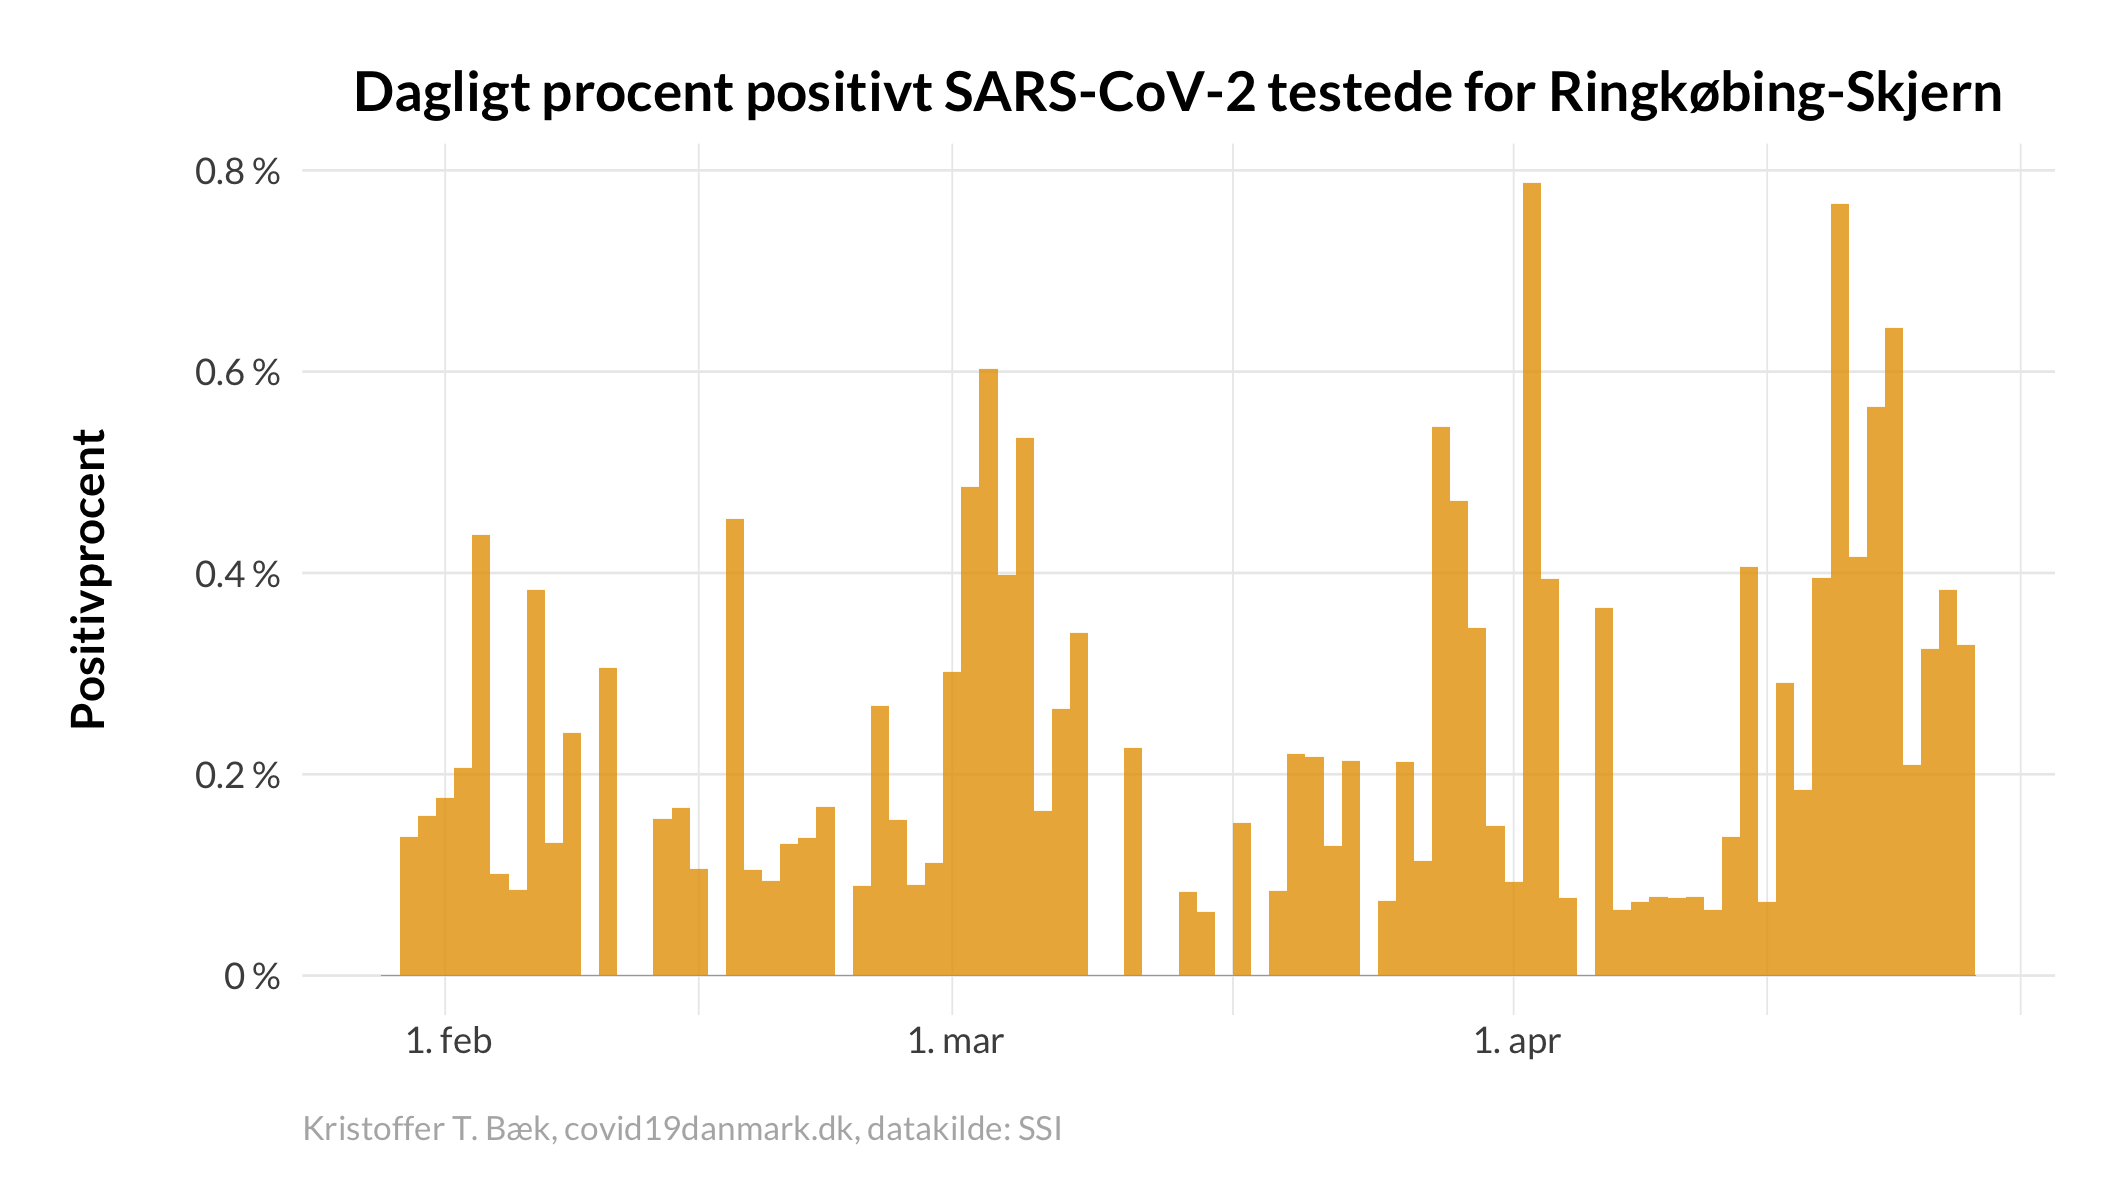 Dagligt procent positivt SARS-CoV-2 testede for Ringkøbing-Skjern
Positivprocent
0.8 %
0.6 %
0.4 %
0.2 %
0 %
1. feb
1. mar
1. apr
Kristoffer T. Bæk, covid19danmark.dk, datakilde: SSI